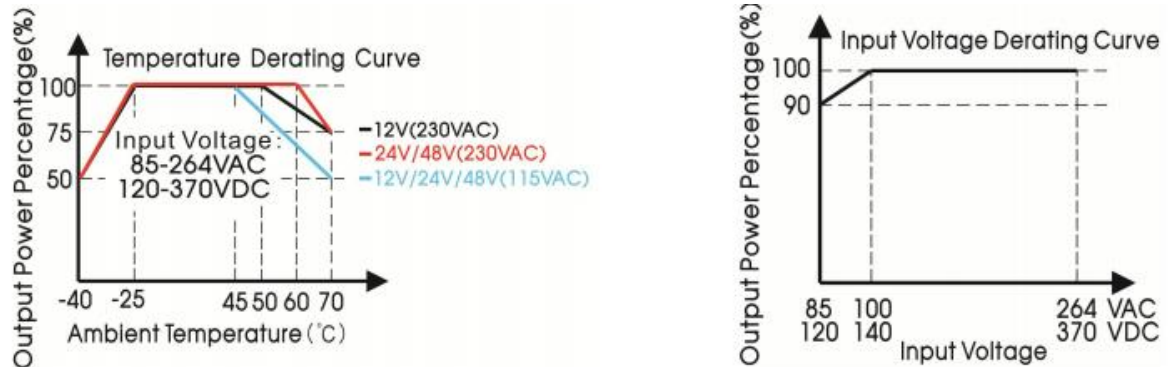 Output Power Percentage(%)
Temperature Derating Curve
100
75
50
Input Voltage:
85-264VAC
120-370VDC
12V(230VAC)
24V/48V(230VAC)
12V/24V/48V(115VAC)
-40 -25 45 50 60 70
Ambient Temperature(°C)
Output Power Percentage(%)
Input Voltage Derating Curve
100
90
85 100 264 VAC
120 140 370 VDC
Input Voltage